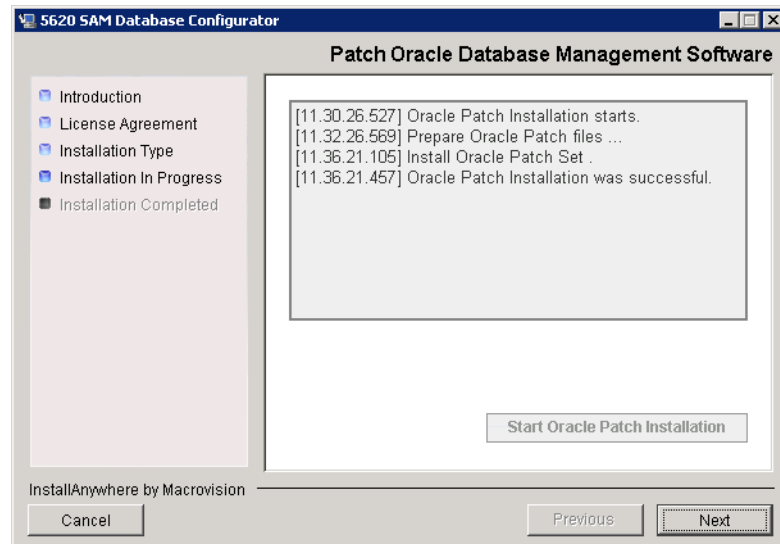 5620 SAM Database Configurator
Patch Oracle Database Management Software
Introduction
License Agreement
Installation Type
Installation In Progress
Installation Completed
[11.30.26.527] Oracle Patch Installation starts.
[11.32.26.569] Prepare Oracle Patch files ...
[11.36.21.105] Install Oracle Patch Set .
[11.36.21.457] Oracle Patch Installation was successful.
Start Oracle Patch Installation
InstallAnywhere by Macrovision
Cancel
Previous
Next